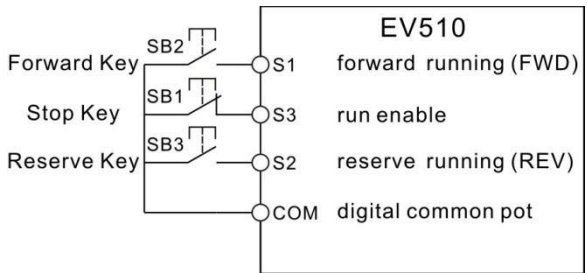 EV510
SB2
Forward Key S1 forward running (FWD)
SB1
Stop Key S3 run enable
SB3
Reserve Key S2 reserve running (REV)
COM digital common pot